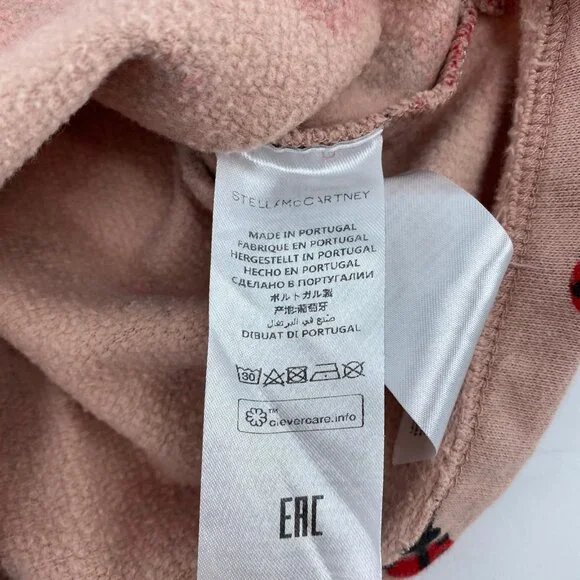 STELLA McCARTNEY
MADE IN PORTUGAL
FABRIQUE EN PORTUGAL
HERGESTELLT IN PORTUGAL
HECHO EN PORTUGAL
СДЕЛАНО В ПОРТУГАЛИИ
ポルトガル製
产地:葡萄牙
صنع في البرتغال
DIBUAT DI PORTUGAL
30
™
clevercare.info
EAC